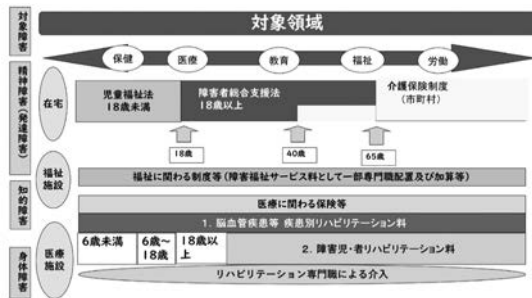 対象障害
対象領域
保健
医療
教育
福祉
労働
精神障害(発達障害)
在宅
児童福祉法
18歳未満
障害者総合支援法
18歳以上
介護保険制度
(市町村)
18歳
40歳
65歳
福祉施設
福祉に関わる制度等(障害福祉サービス料として一部専門職配置及び加算等)
知的障害
医療に関わる保険等
1. 脳血管疾患等 疾患別リハビリテーション料
身体障害
医療施設
6歳未満
6歳~
18歳
18歳以
上
2. 障害児・者リハビリテーション料
リハビリテーション専門職による介入